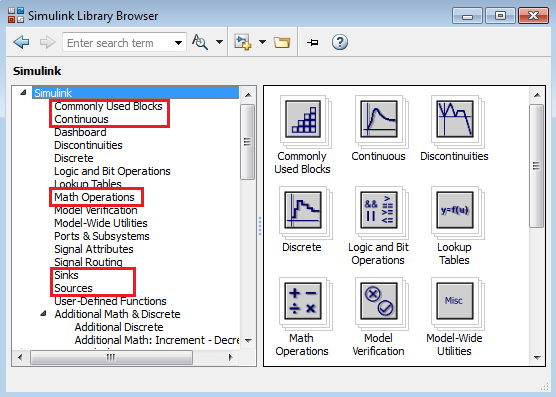 Simulink Library Browser
Enter search term
Simulink
Simulink
Commonly Used Blocks
Continuous
Dashboard
Discontinuities
Discrete
Logic and Bit Operations
Lookup Tables
Math Operations
Model Verification
Model-Wide Utilities
Ports & Subsystems
Signal Attributes
Signal Routing
Sinks
Sources
User-Defined Functions
Additional Math & Discrete
Additional Discrete
Additional Math: Increment - Decre
Commonly
Used Blocks
Continuous
Discontinuities
Discrete
&& >=
|| <=
Logic and Bit
Operations
y=f(u)
Lookup
Tables
+ −
÷ ×
Math
Operations
Model
Verification
Misc
Model-Wide
Utilities